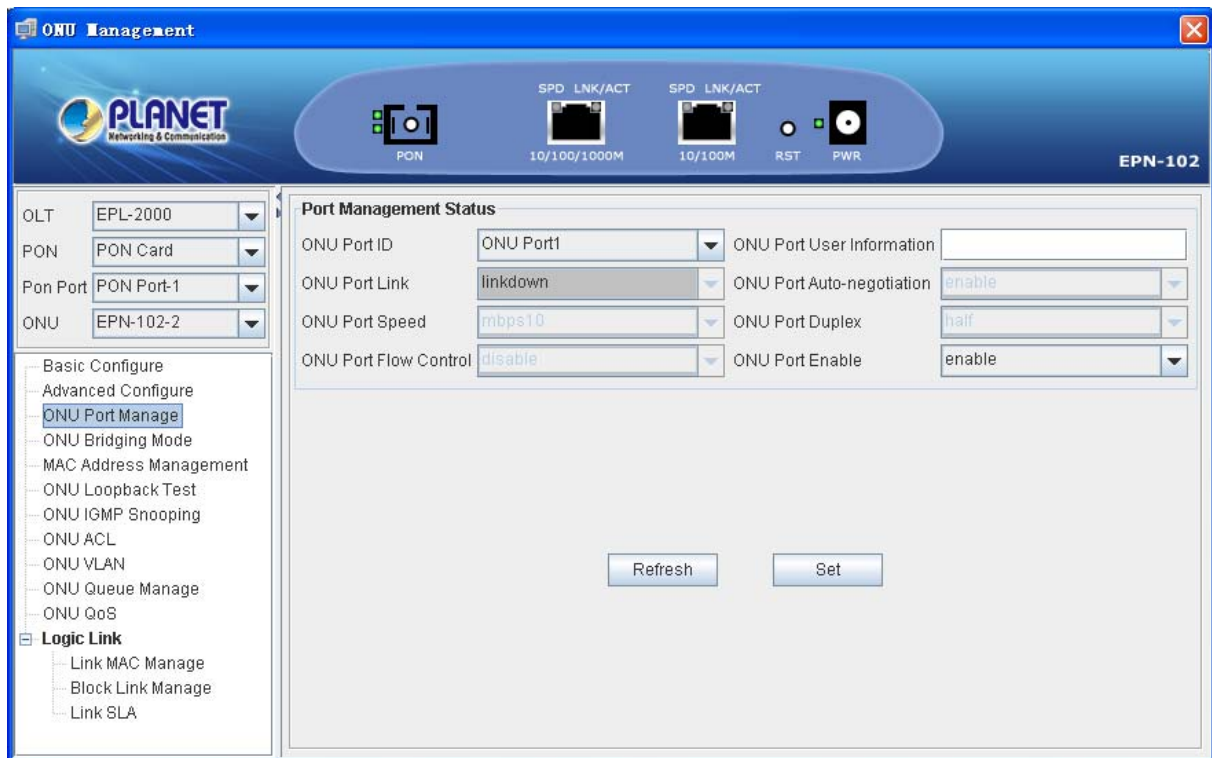 ONU Management
PLANET
Networking & Communication
SPD LNK/ACT
SPD LNK/ACT
PON
10/100/1000M
10/100M
RST
PWR
EPN-102
OLT EPL-2000
PON PON Card
Pon Port PON Port-1
ONU EPN-102-2
Basic Configure
Advanced Configure
ONU Port Manage
ONU Bridging Mode
MAC Address Management
ONU Loopback Test
ONU IGMP Snooping
ONU ACL
ONU VLAN
ONU Queue Manage
ONU QoS
Logic Link
Link MAC Manage
Block Link Manage
Link SLA
Port Management Status
ONU Port ID ONU Port1 ONU Port User Information
ONU Port Link linkdown ONU Port Auto-negotiation enable
ONU Port Speed mbps10 ONU Port Duplex half
ONU Port Flow Control disable ONU Port Enable enable
Refresh Set